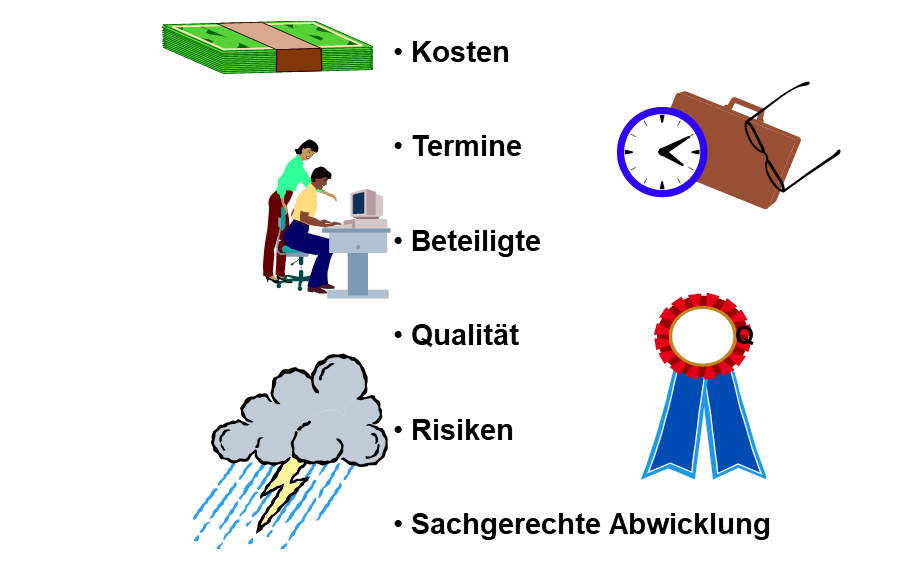 • Kosten
• Termine
• Beteiligte
• Qualität
Q
• Risiken
• Sachgerechte Abwicklung